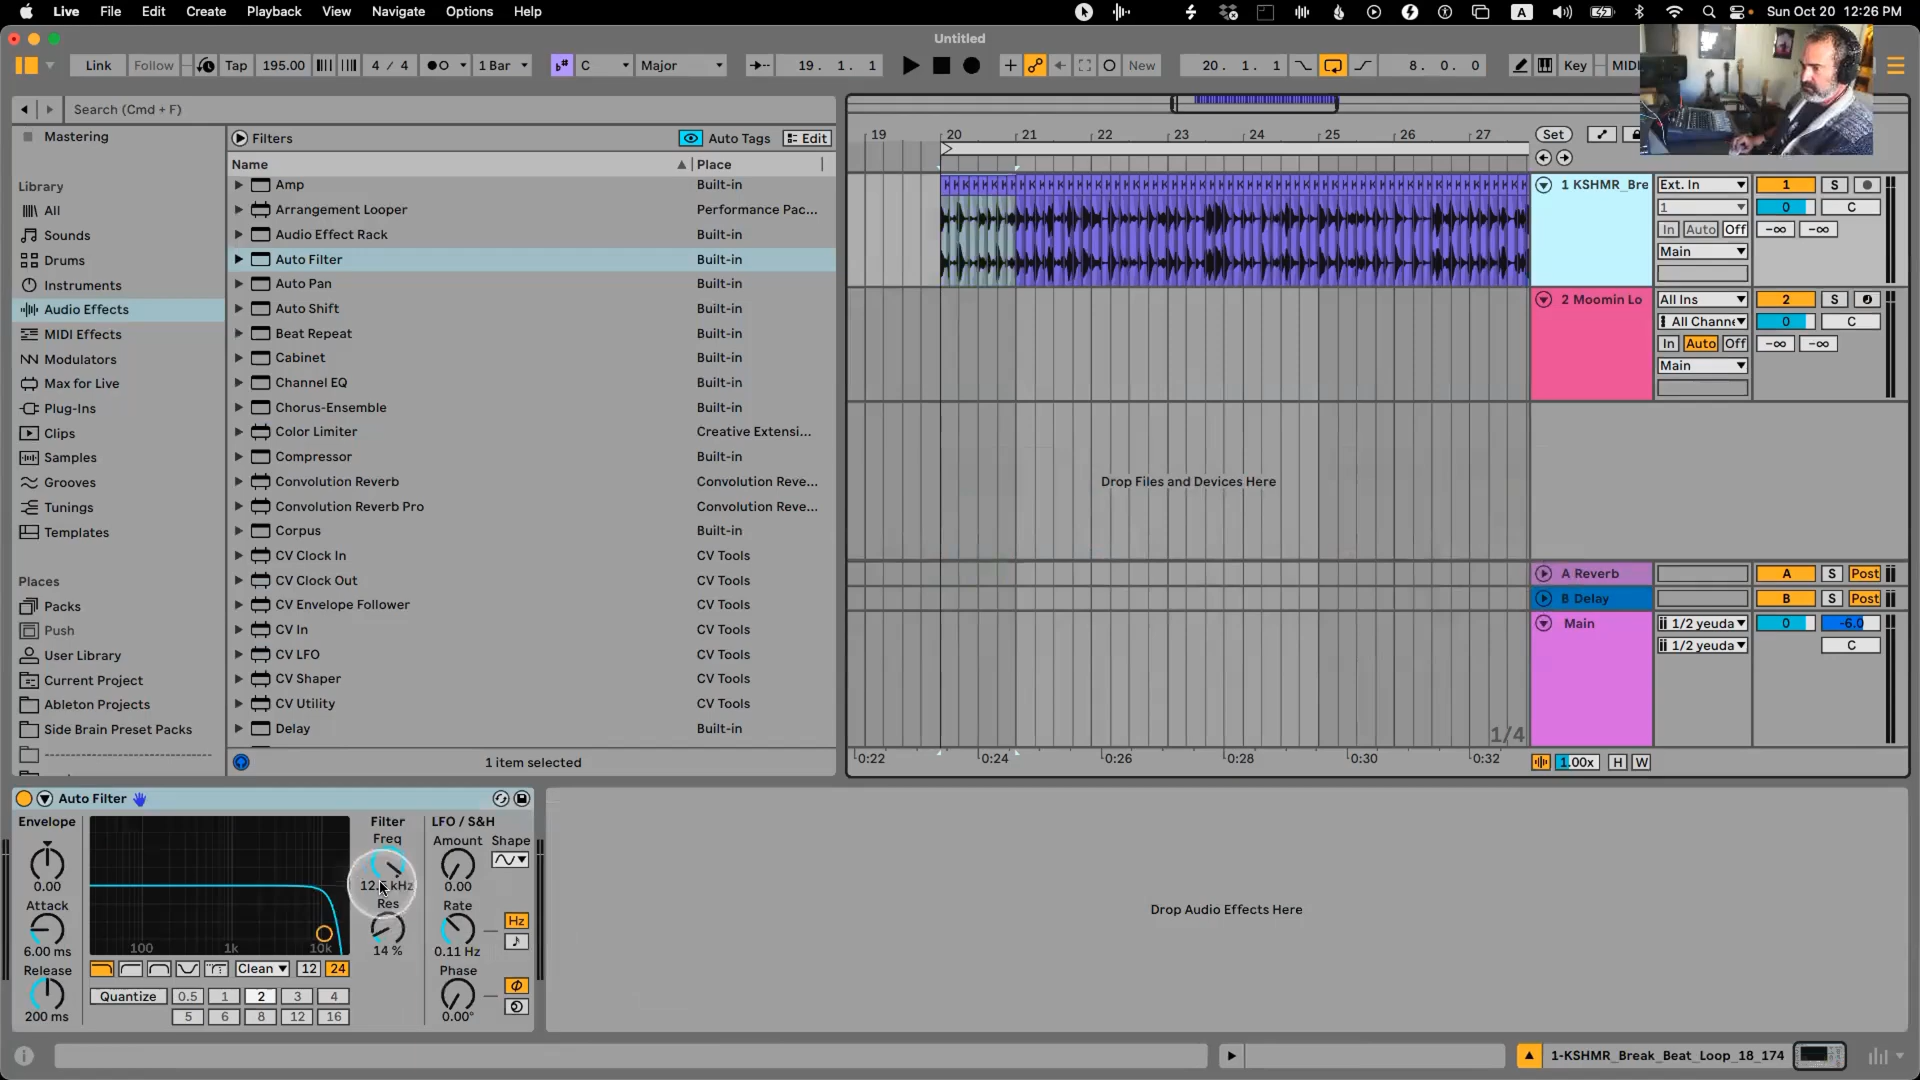 Live File Edit Create Playback View Navigate Options Help
A
Sun Oct 20 12:26 PM
Untitled
Link Follow Tap 195.00 4 / 4 1 Bar C Major 19. 1. 1 New 20. 1. 1 8. 0. 0 Key MIDI
Search (Cmd + F)
Mastering
Library
All
Sounds
Drums
Instruments
Audio Effects
MIDI Effects
Modulators
Max for Live
Plug-Ins
Clips
Samples
Grooves
Tunings
Templates
Places
Packs
Push
User Library
Current Project
Ableton Projects
Side Brain Preset Packs
Filters Auto Tags Edit
Name Place
Amp Built-in
Arrangement Looper Performance Pac...
Audio Effect Rack Built-in
Auto Filter Built-in
Auto Pan Built-in
Auto Shift Built-in
Beat Repeat Built-in
Cabinet Built-in
Channel EQ Built-in
Chorus-Ensemble Built-in
Color Limiter Creative Extensi...
Compressor Built-in
Convolution Reverb Convolution Reve...
Convolution Reverb Pro Convolution Reve...
Corpus Built-in
CV Clock In CV Tools
CV Clock Out CV Tools
CV Envelope Follower CV Tools
CV In CV Tools
CV LFO CV Tools
CV Shaper CV Tools
CV Utility CV Tools
Delay Built-in
1 item selected
19 20 21 22 23 24 25 26 27
Set
1 KSHMR_Bre Ext. In 1 S
1 0 C
In Auto Off -∞ -∞
Main
2 Moomin Lo All Ins 2 S
All Channe 0 C
In Auto Off -∞ -∞
Main
Drop Files and Devices Here
A Reverb A S Post
B Delay B S Post
Main 1/2 yeuda 0 -6.0
1/2 yeuda C
1/4
0:22 0:24 0:26 0:28 0:30 0:32
1.00x H W
Auto Filter
Envelope
0.00
Attack
6.00 ms
Release
200 ms
100 1k 10k
Clean 12 24
Quantize 0.5 1 2 3 4
5 6 8 12 16
Filter
Freq
kHz
Res
14 %
LFO / S&H
Amount Shape
0.00
Rate
Hz
0.11 Hz
Phase
0.00°
Drop Audio Effects Here
1-KSHMR_Break_Beat_Loop_18_174